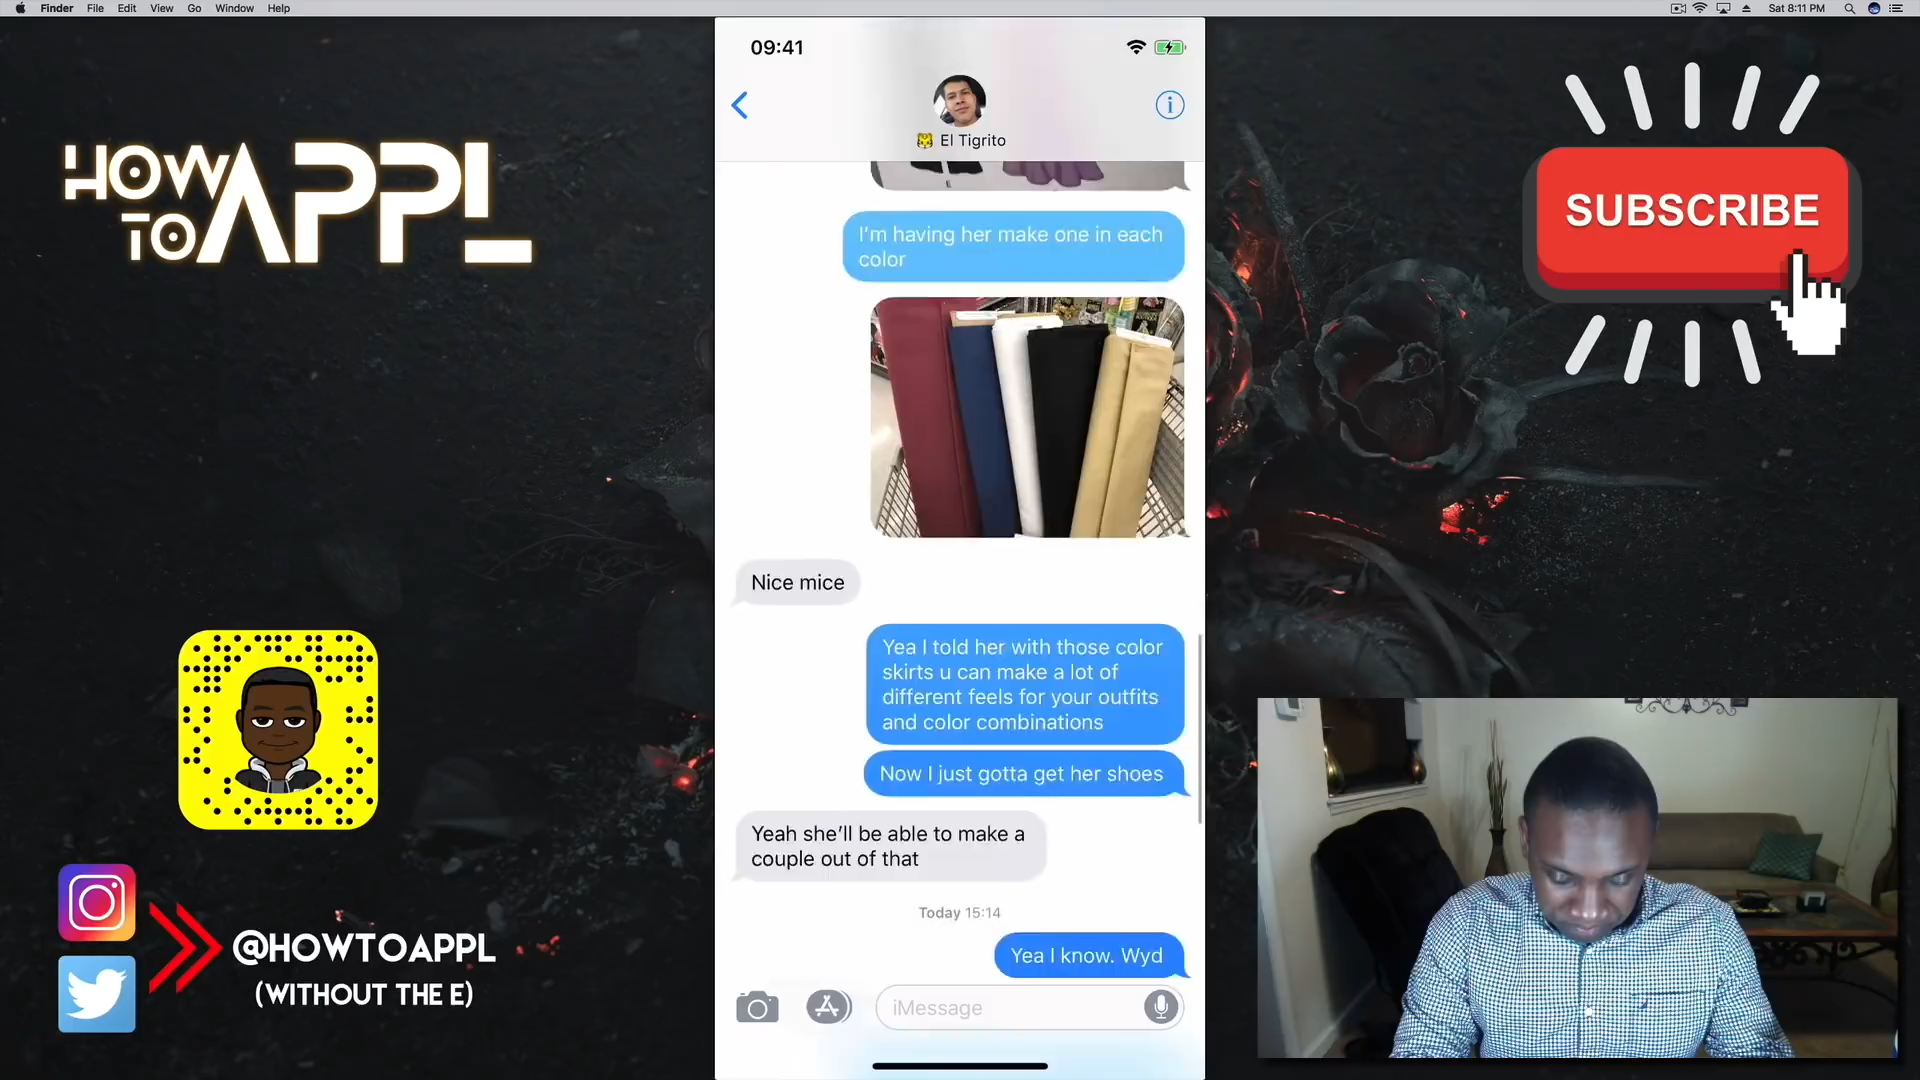 Finder File Edit View Go Window Help
Sat 8:11 PM
09:41
El Tigrito
HOW
TO
APPL
SUBSCRIBE
I'm having her make one in each
color
Nice mice
Yea I told her with those color
skirts u can make a lot of
different feels for your outfits
and color combinations
Now I just gotta get her shoes
Yeah she'll be able to make a
couple out of that
Today 15:14
Yea I know. Wyd
iMessage
@HOWTOAPPL
(WITHOUT THE E)